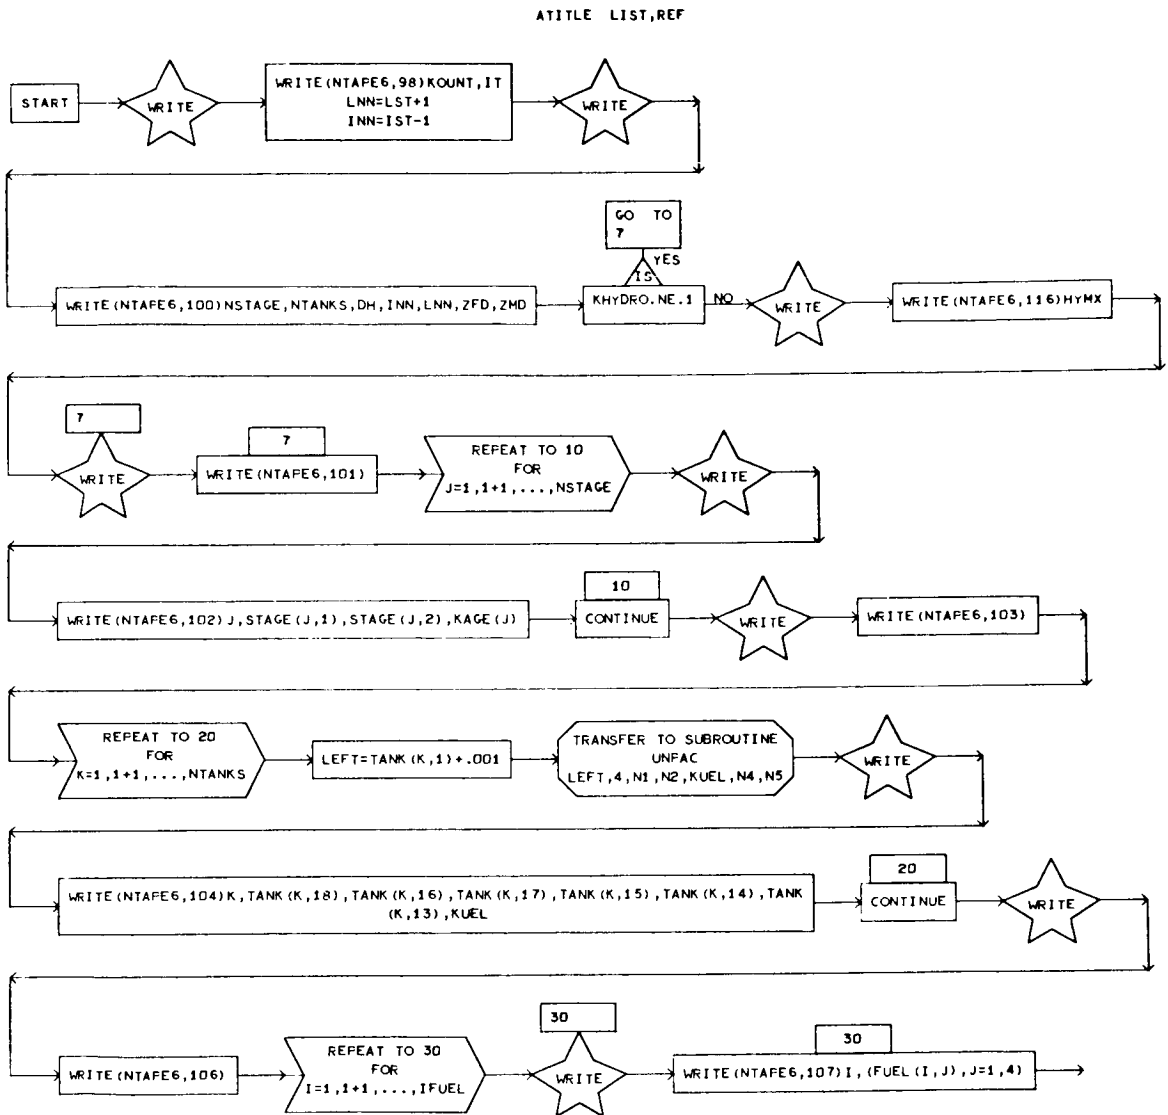 ATITLE LIST,REF
START
WRITE
WRITE(NTAPE6,98)KOUNT,IT
LNN=LST+1
INN=IST-1
WRITE
WRITE(NTAPE6,100)NSTAGE,NTANKS,DH,INN,LNN,ZFD,ZMD
GO TO
7
YES
IS
KHYDRO.NE.1
NO
WRITE
WRITE(NTAPE6,116)HYMX
7
WRITE
7
WRITE(NTAPE6,101)
REPEAT TO 10
FOR
J=1,1+1,...,NSTAGE
WRITE
WRITE(NTAPE6,102)J,STAGE(J,1),STAGE(J,2),KAGE(J)
10
CONTINUE
WRITE
WRITE(NTAPE6,103)
REPEAT TO 20
FOR
K=1,1+1,...,NTANKS
LEFT=TANK(K,1)+.001
TRANSFER TO SUBROUTINE
UNFAC
LEFT,4,N1,N2,KUEL,N4,N5
WRITE
WRITE(NTAPE6,104)K,TANK(K,18),TANK(K,16),TANK(K,17),TANK(K,15),TANK(K,14),TANK
(K,13),KUEL
20
CONTINUE
WRITE
WRITE(NTAPE6,106)
REPEAT TO 30
FOR
I=1,1+1,...,IFUEL
30
WRITE
30
WRITE(NTAPE6,107)I,(FUEL(I,J),J=1,4)